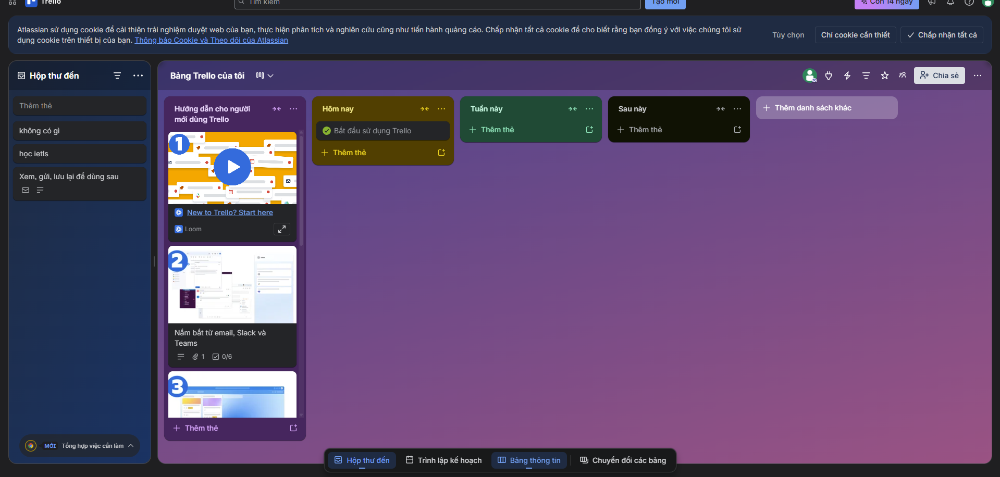 Trello
Tìm kiếm
Tạo mới
Còn 14 ngày
Atlassian sử dụng cookie để cải thiện trải nghiệm duyệt web của bạn, thực hiện phân tích và nghiên cứu cũng như tiến hành quảng cáo. Chấp nhận tất cả cookie để cho biết rằng bạn đồng ý với việc chúng tôi sử
dụng cookie trên thiết bị của bạn. Thông báo Cookie và Theo dõi của Atlassian
Tùy chọn
Chỉ cookie cần thiết
Chấp nhận tất cả
Hộp thư đến
Thêm thẻ
không có gì
học ietls
Xem, gửi, lưu lại để dùng sau
MỚI Tổng hợp việc cần làm
Bảng Trello của tôi
Chia sẻ
Hướng dẫn cho người
mới dùng Trello
1
New to Trello? Start here
Loom
2
Nắm bắt từ email, Slack và
Teams
1 0/6
3
Thêm thẻ
Hôm nay
Bắt đầu sử dụng Trello
Thêm thẻ
Tuần này
Thêm thẻ
Sau này
Thêm thẻ
Thêm danh sách khác
Hộp thư đến
Trình lập kế hoạch
Bảng thông tin
Chuyển đổi các bảng